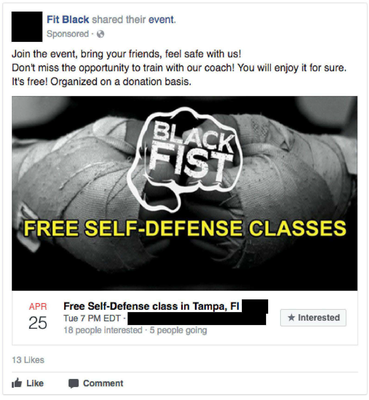 Fit Black shared their event.
Sponsored ·
Join the event, bring your friends, feel safe with us!
Don't miss the opportunity to train with our coach! You will enjoy it for sure.
It's free! Organized on a donation basis.
BLACK
FIST
FREE SELF-DEFENSE CLASSES
APR
25
Free Self-Defense class in Tampa, Fl
Tue 7 PM EDT ·
18 people interested · 5 people going
★ Interested
13 Likes
Like
Comment